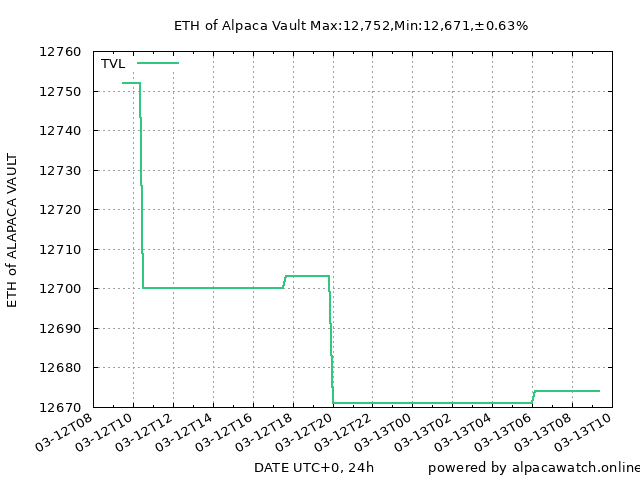 ETH of Alpaca Vault Max:12,752,Min:12,671,±0.63%
TVL
12760
12750
12740
12730
12720
12710
12700
12690
12680
12670
ETH of ALAPACA VAULT
03-12T08
03-12T10
03-12T12
03-12T14
03-12T16
03-12T18
03-12T20
03-12T22
03-13T00
03-13T02
03-13T04
03-13T06
03-13T08
03-13T10
DATE UTC+0, 24h
powered by alpacawatch.online